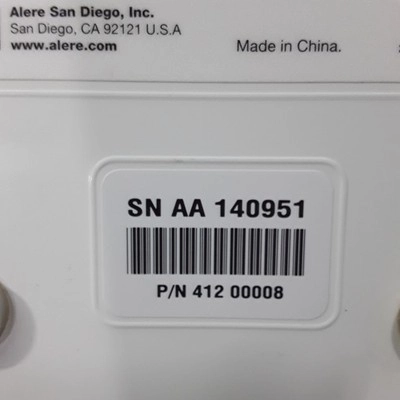 Alere San Diego, Inc.
San Diego, CA 92121 U.S.A
www.alere.com
Made in China.
SN AA 140951
P/N 412 00008